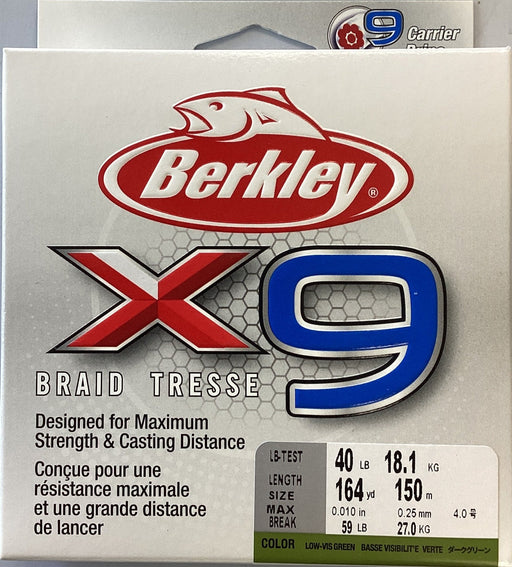 9 Carrier
Berkley®
X9
BRAID TRESSE
Designed for Maximum
Strength & Casting Distance
Conçue pour une
résistance maximale
et une grande distance
de lancer
LB-TEST 40 LB 18.1 KG
LENGTH 164 yd 150 m
SIZE 0.010 in 0.25 mm 4.0号
MAX BREAK 59 LB 27.0 KG
COLOR LOW-VIS GREEN BASSE VISIBILIT'E VERTE ダークグリーン